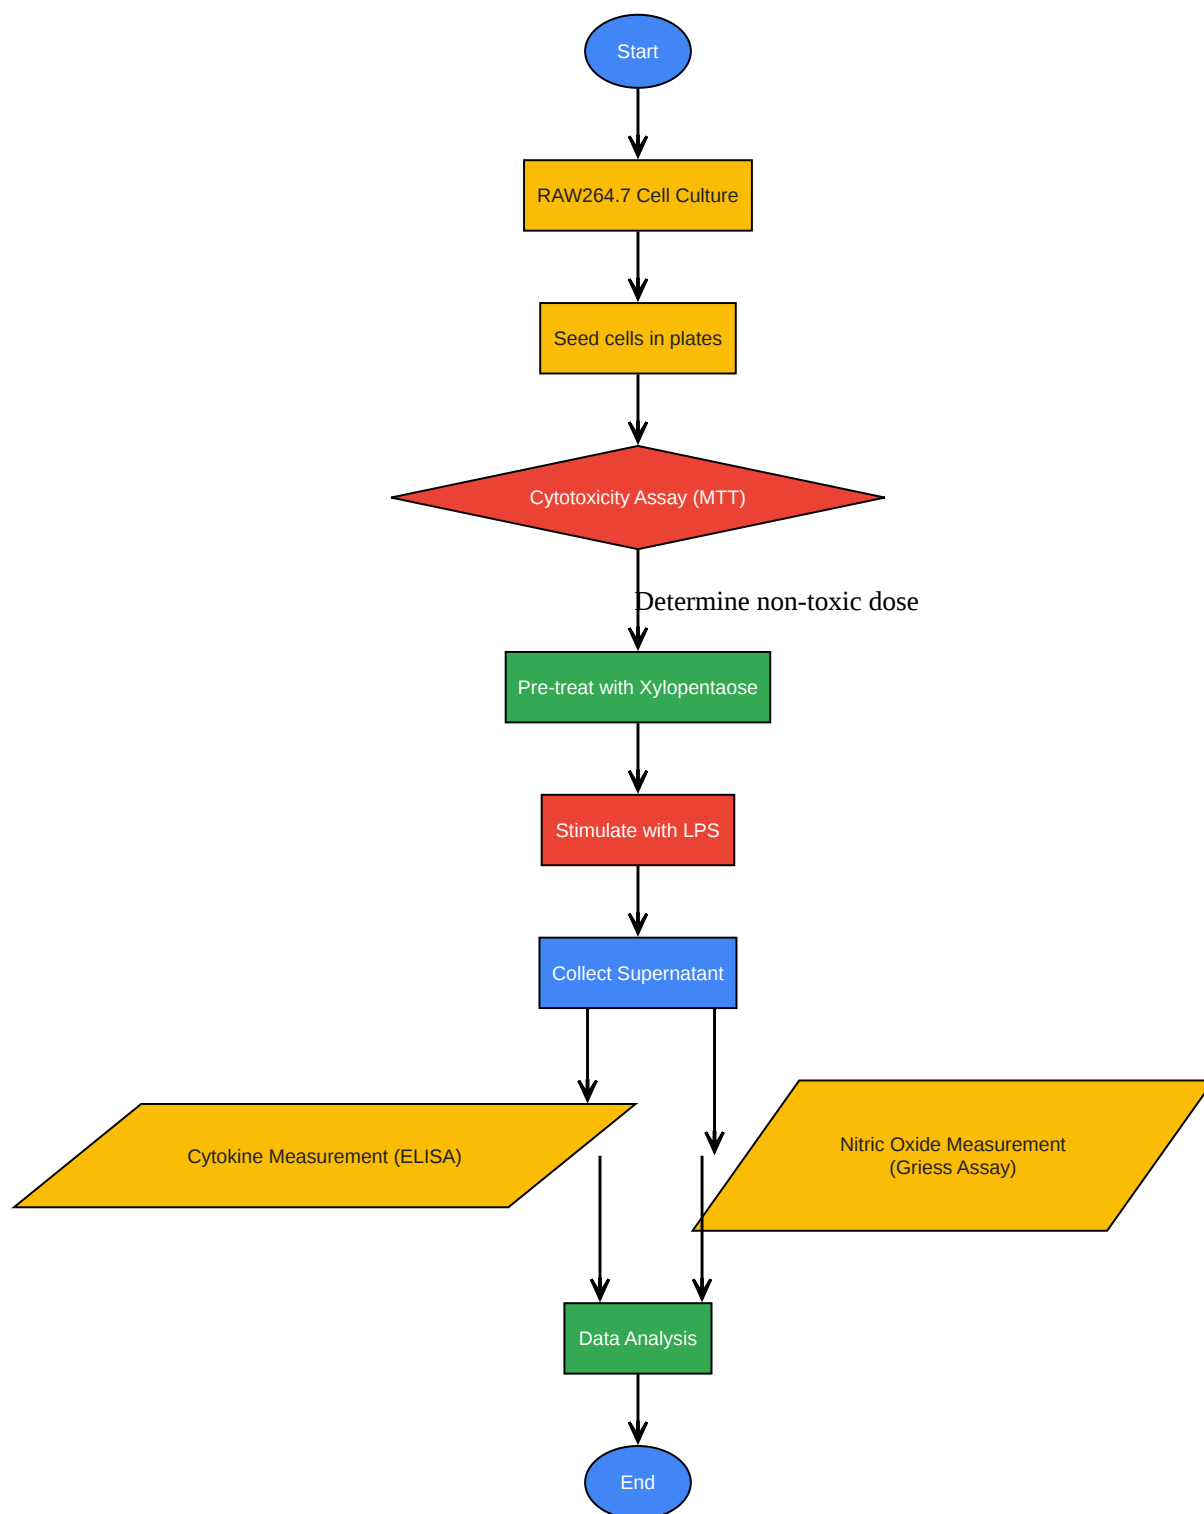 Start
RAW264.7 Cell Culture
Seed cells in plates
Cytotoxicity Assay (MTT)
Determine non-toxic dose
Pre-treat with Xylopentaose
Stimulate with LPS
Collect Supernatant
Cytokine Measurement (ELISA)
Nitric Oxide Measurement
(Griess Assay)
Data Analysis
End